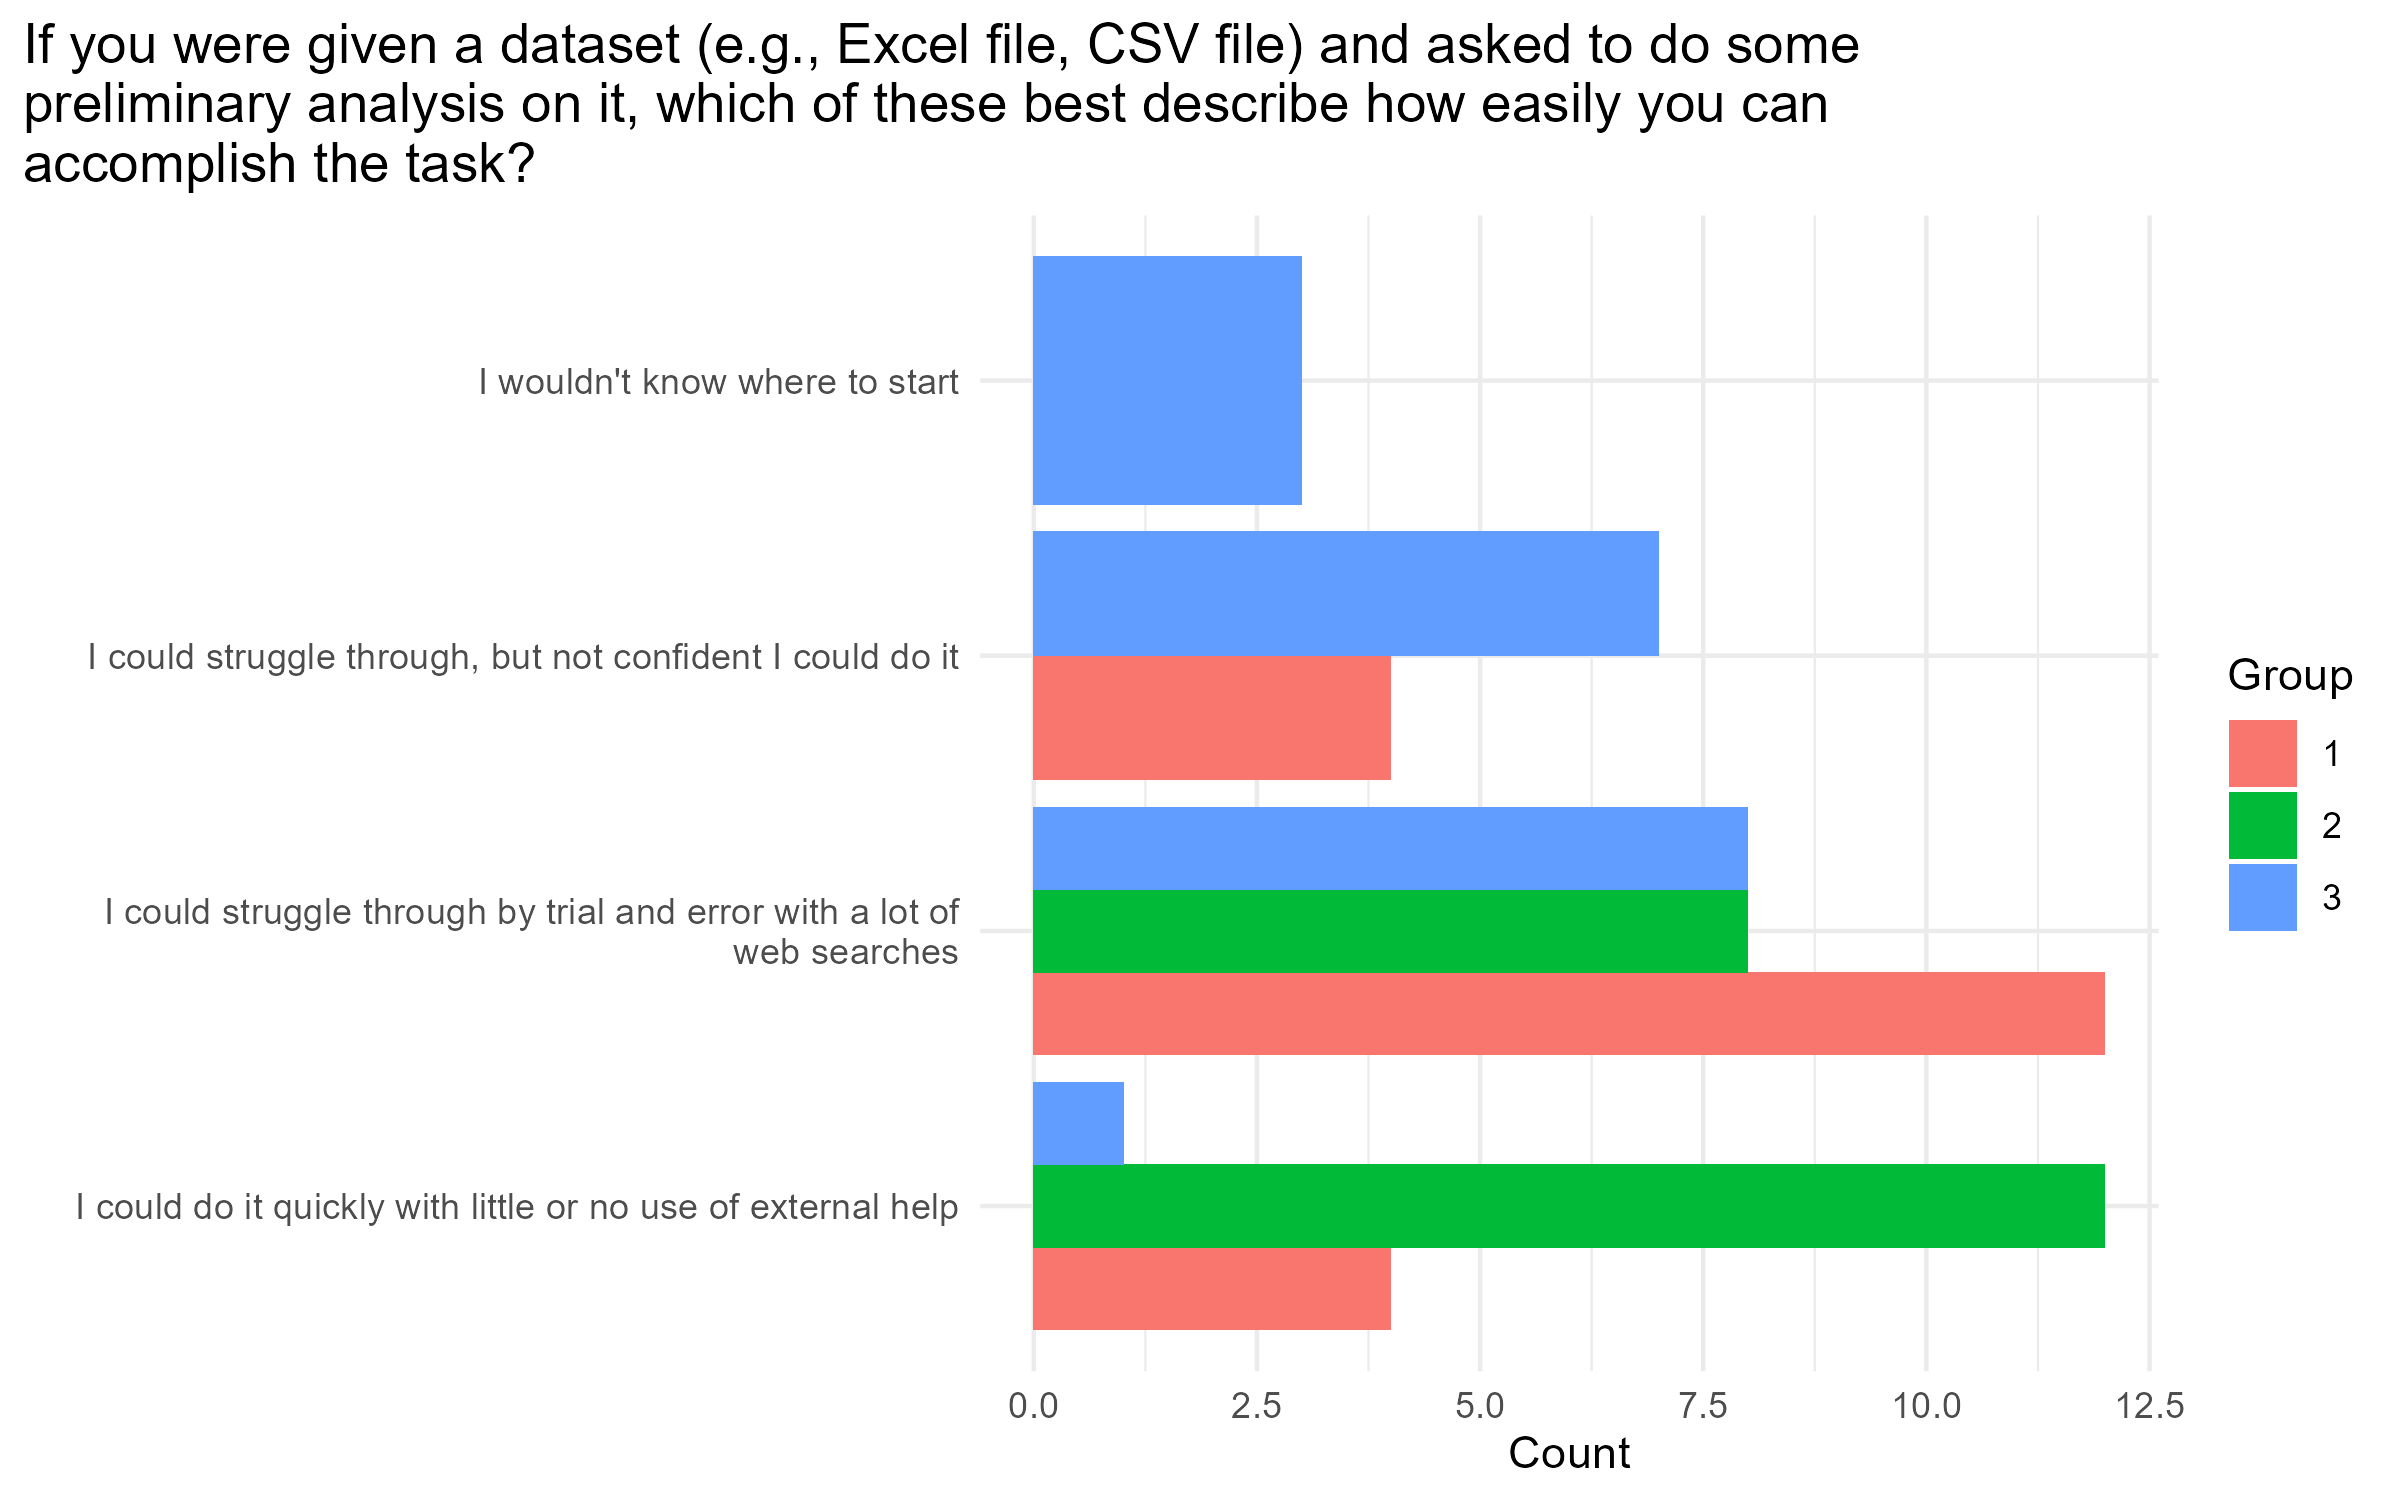 If you were given a dataset (e.g., Excel file, CSV file) and asked to do some
preliminary analysis on it, which of these best describe how easily you can
accomplish the task?
I wouldn't know where to start
I could struggle through, but not confident I could do it
I could struggle through by trial and error with a lot of
web searches
I could do it quickly with little or no use of external help
0.0 2.5 5.0 7.5 10.0 12.5
Count
Group
1
2
3